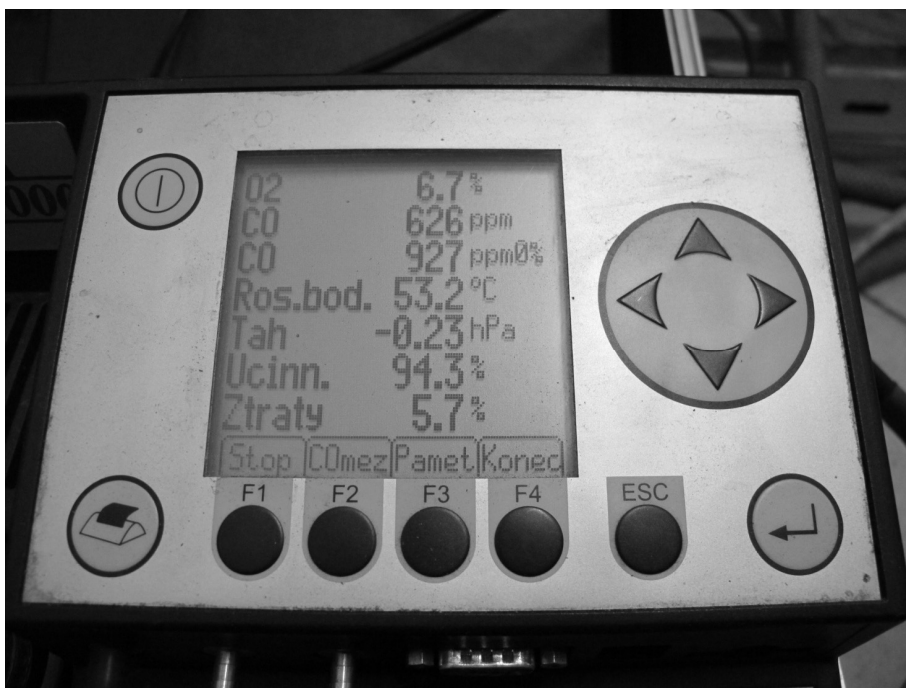 O2 6.7 %
CO 626 ppm
CO 927 ppm0%
Ros.bod. 53.2 °C
Tah -0.23 hPa
Ucinn. 94.3 %
Ztraty 5.7 %
Stop COmez Pamet Konec
F1 F2 F3 F4 ESC